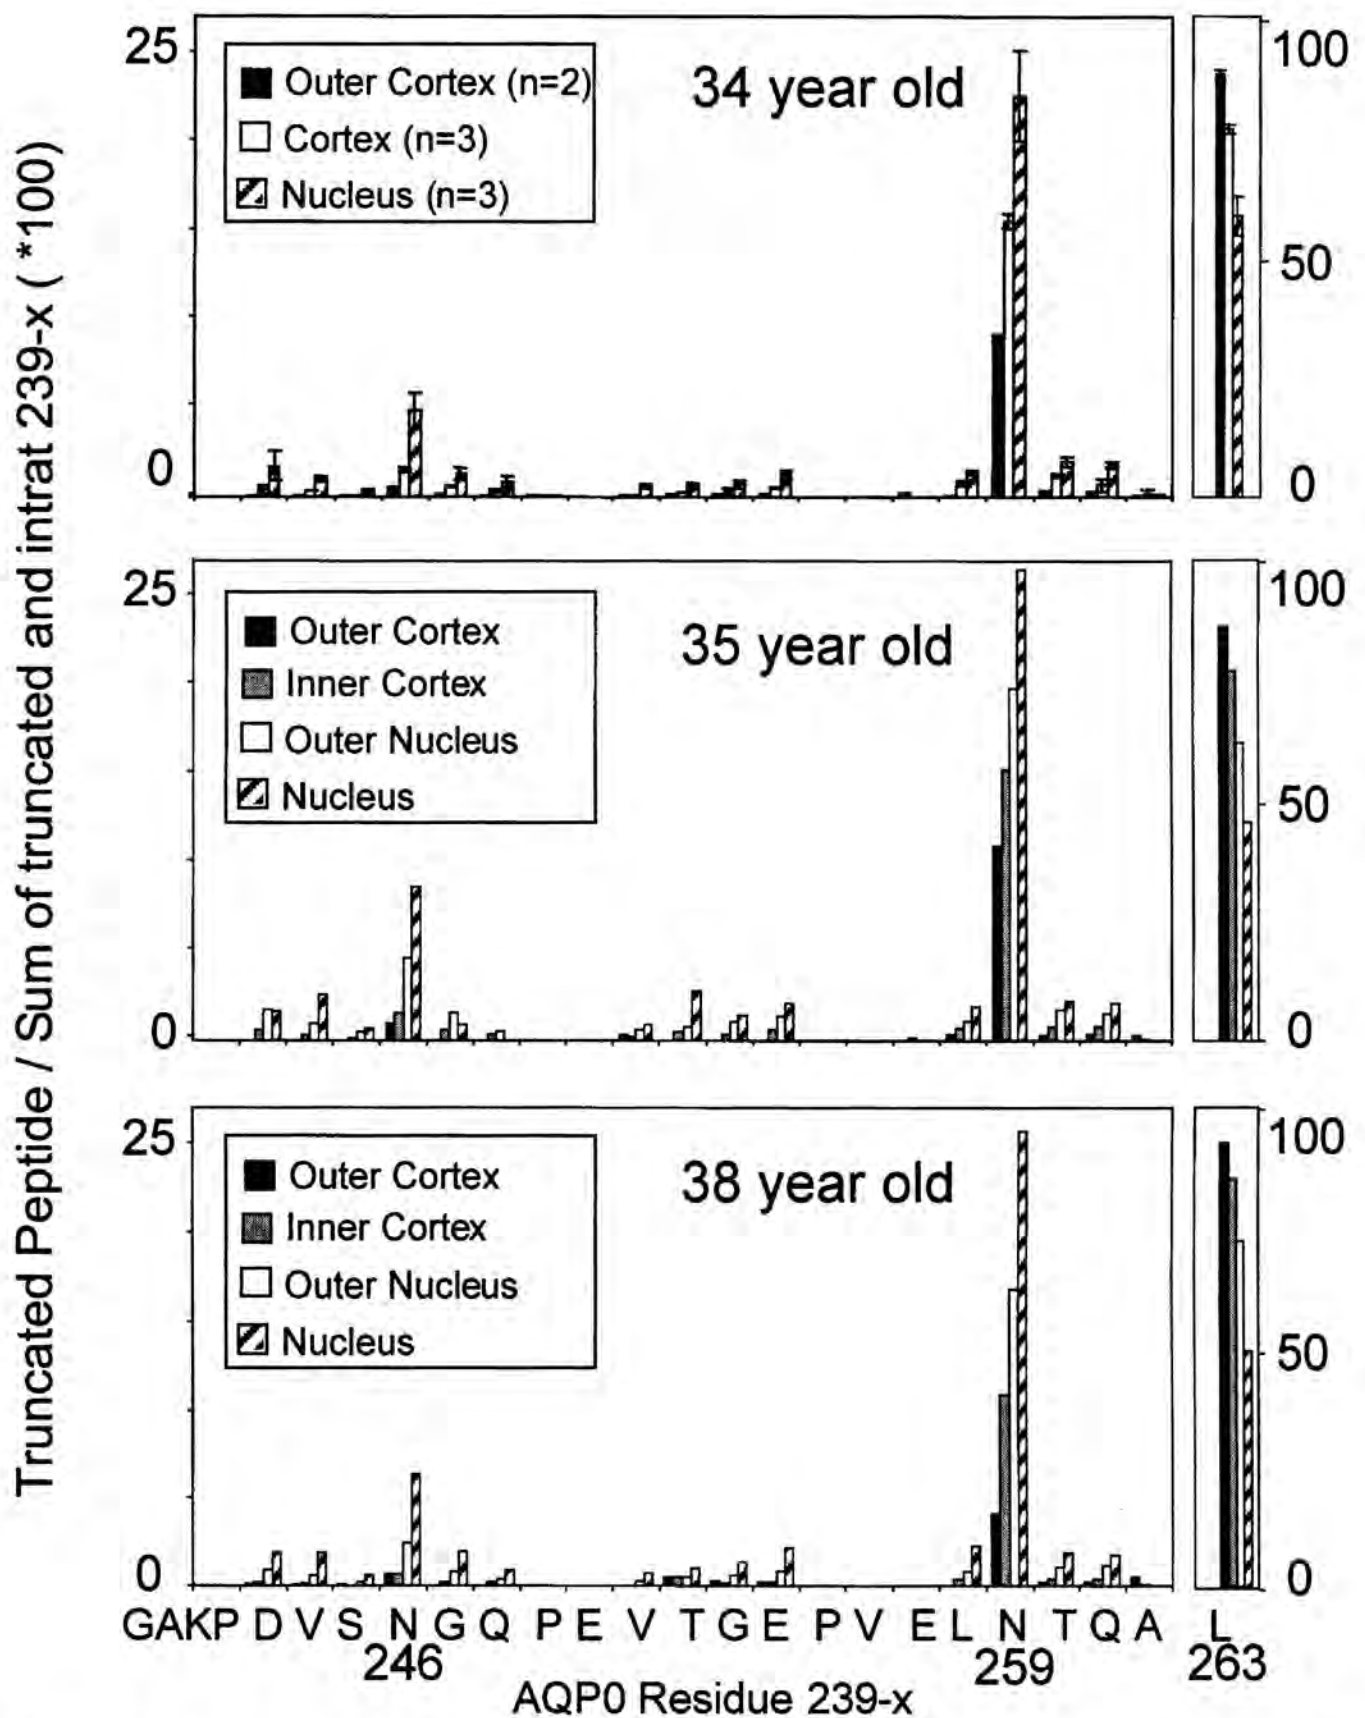 Truncated Peptide / Sum of truncated and intrat 239-x ( *100)
25
0
Outer Cortex (n=2)
Cortex (n=3)
Nucleus (n=3)
34 year old
100
50
0
25
0
Outer Cortex
Inner Cortex
Outer Nucleus
Nucleus
35 year old
100
50
0
25
0
Outer Cortex
Inner Cortex
Outer Nucleus
Nucleus
38 year old
100
50
0
GAKP D V S N G Q P E V T G E P V E L N T Q A L
246 259 263
AQP0 Residue 239-x